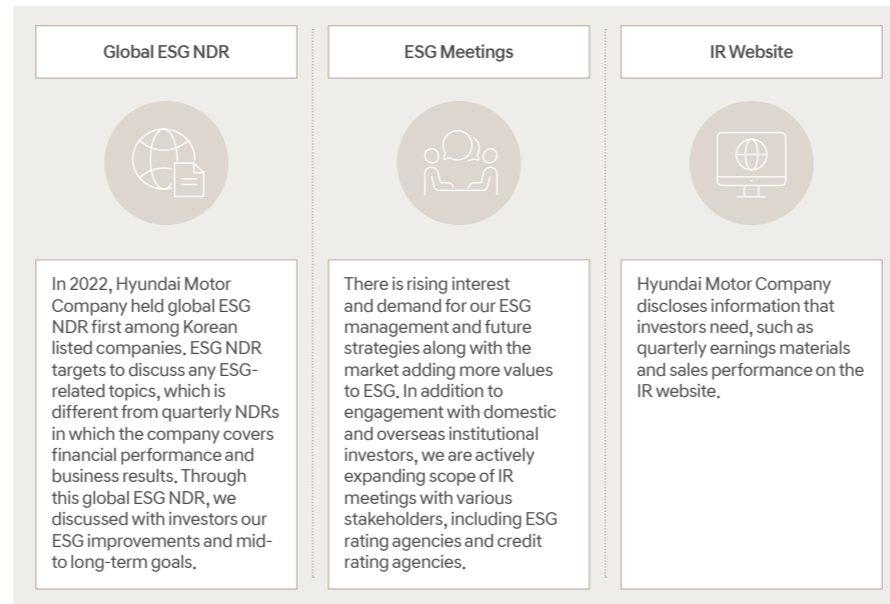 Global ESG NDR
In 2022, Hyundai Motor
Company held global ESG
NDR first among Korean
listed companies. ESG NDR
targets to discuss any ESG-
related topics, which is
different from quarterly NDRs
in which the company covers
financial performance and
business results. Through
this global ESG NDR, we
discussed with investors our
ESG improvements and mid-
to long-term goals.
ESG Meetings
There is rising interest
and demand for our ESG
management and future
strategies along with the
market adding more values
to ESG. In addition to
engagement with domestic
and overseas institutional
investors, we are actively
expanding scope of IR
meetings with various
stakeholders, including ESG
rating agencies and credit
rating agencies.
IR Website
Hyundai Motor Company
discloses information that
investors need, such as
quarterly earnings materials
and sales performance on the
IR website.